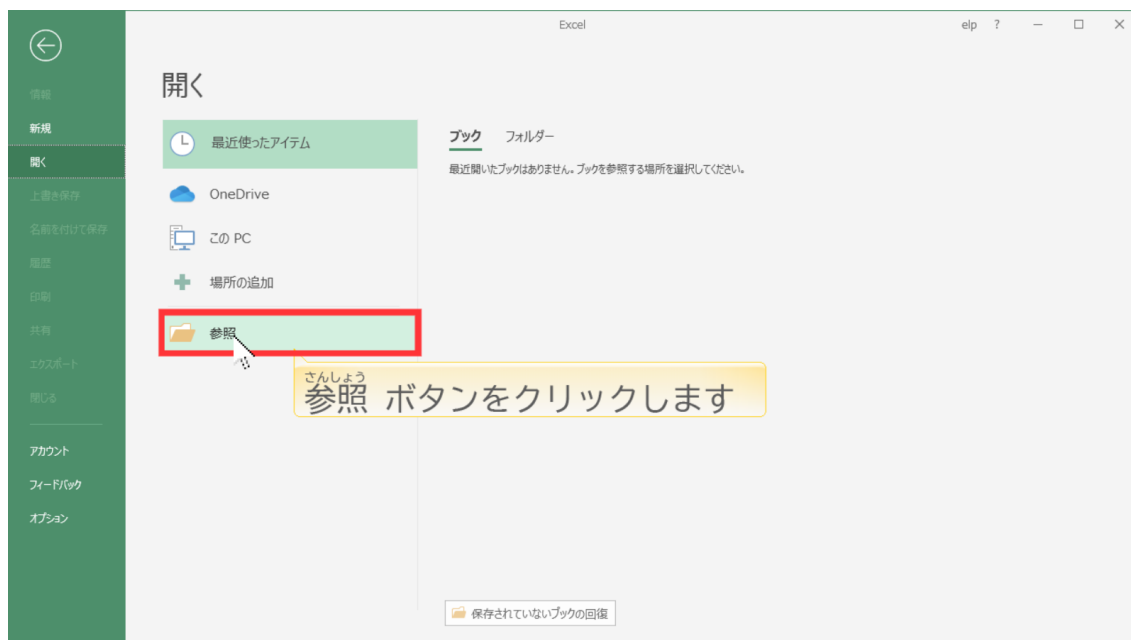 Excel
elp ?
開く
情報
新規
開く
上書き保存
名前を付けて保存
履歴
印刷
共有
エクスポート
閉じる
アカウント
フィードバック
オプション
最近使ったアイテム
OneDrive
この PC
場所の追加
参照
ブック フォルダー
最近開いたブックはありません。ブックを参照する場所を選択してください。
さんしょう
参照 ボタンをクリックします
保存されていないブックの回復